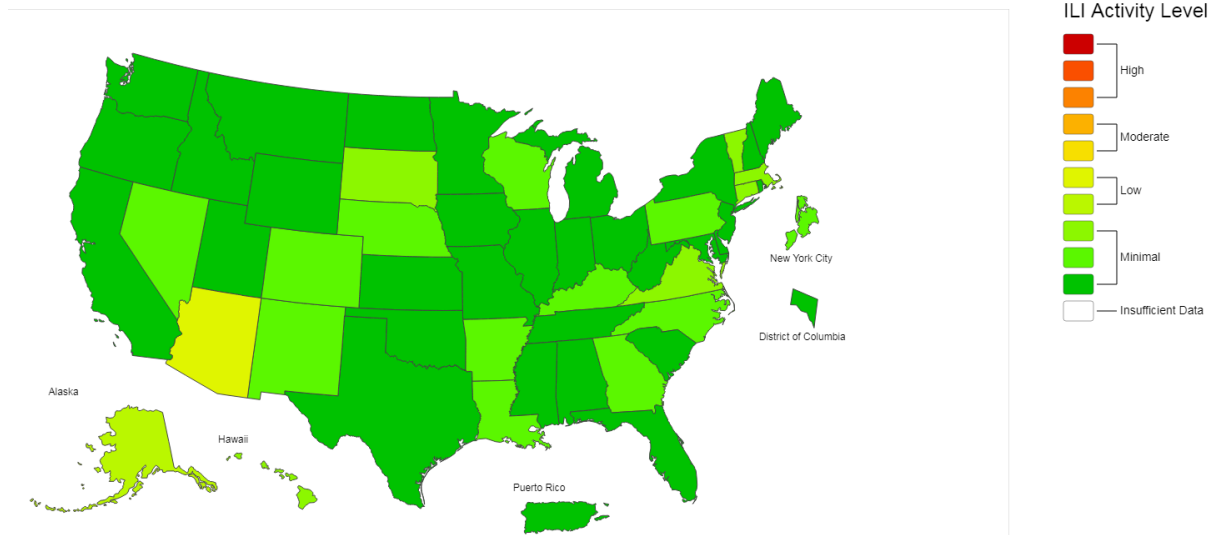 ILI Activity Level
High
Moderate
Low
Minimal
Insufficient Data
New York City
District of Columbia
Alaska
Hawaii
Puerto Rico